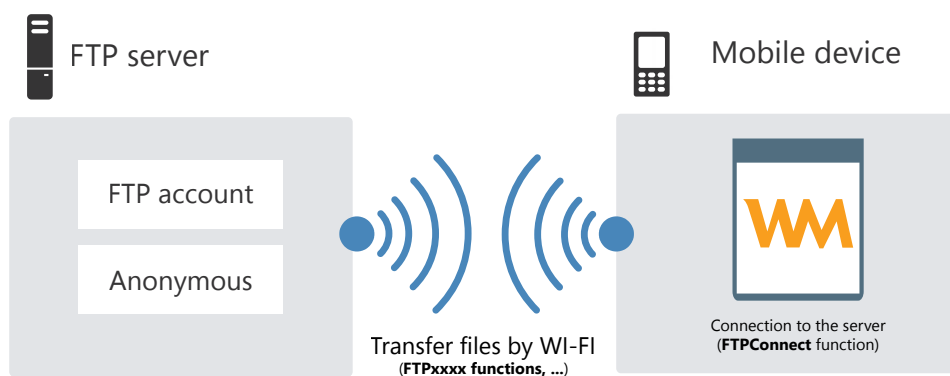 FTP server
Mobile device
FTP account
Anonymous
WM
Transfer files by WI-FI
(FTPxxxx functions, ...)
Connection to the server
(FTPConnect function)